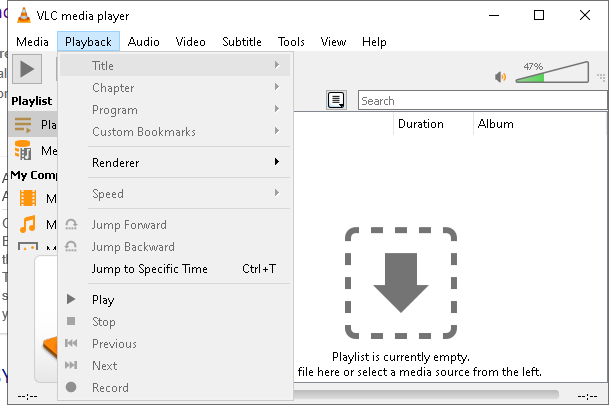 VLC media player
Media Playback Audio Video Subtitle Tools View Help
47%
Title
Chapter
Program
Custom Bookmarks
Renderer
Speed
Jump Forward
Jump Backward
Jump to Specific Time Ctrl+T
Play
Stop
Previous
Next
Record
Playlist
Pla
Me
My Comp
M
M
M
Search
Duration Album
Playlist is currently empty.
file here or select a media source from the left.
--:-- --:--